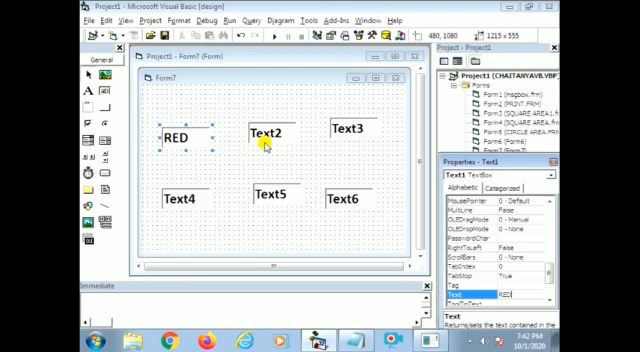 Project1 - Microsoft Visual Basic [design]
File Edit View Project Format Debug Run Query Diagram Tools Add-Ins Window Help
480, 1080 1215 x 555
General
A
Project1 - Form7 (Form)
Form7
RED
Text2
Text3
Text4
Text5
Text6
Immediate
Project - Project1
Project1 (CHAITANYAVB.VBP)
Forms
Form1 (msgbox.frm)
Form2 (PRINT.FRM)
Form3 (SQUARE AREA1.
Form4 (SQUARE AREA.F
Form5 (CIRCLE AREA.FRM
Form6 (Form6)
Form7 (Form7)
Properties - Text1
Text1 TextBox
Alphabetic Categorized
MousePointer 0 - Default
MultiLine False
OLEDragMode 0 - Manual
OLEDropMode 0 - None
PasswordChar
RightToLeft False
ScrollBars 0 - None
TabIndex 0
TabStop True
Tag
Text RED
ToolTipText
Text
Returns/sets the text contained in the
7:42 PM
10/1/2020